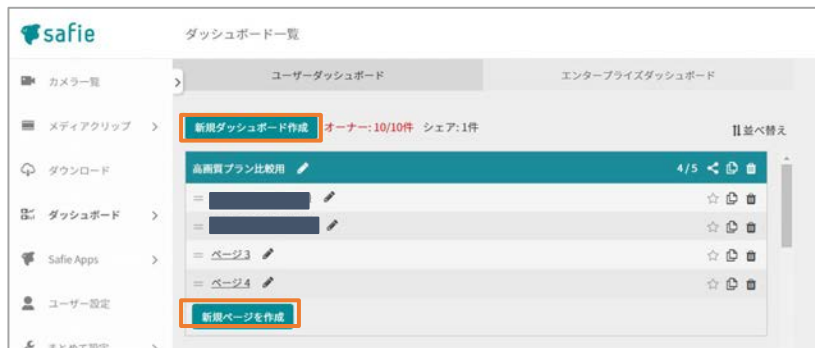 safie
ダッシュボード一覧
カメラ一覧
ユーザーダッシュボード
エンタープライズダッシュボード
メディアクリップ
新規ダッシュボード作成 オーナー: 10/10件 シェア: 1件
並べ替え
ダウンロード
高画質プラン比較用
4/5
ダッシュボード
Safie Apps
ページ 3
ページ 4
ユーザー設定
新規ページを作成
まとめて設定